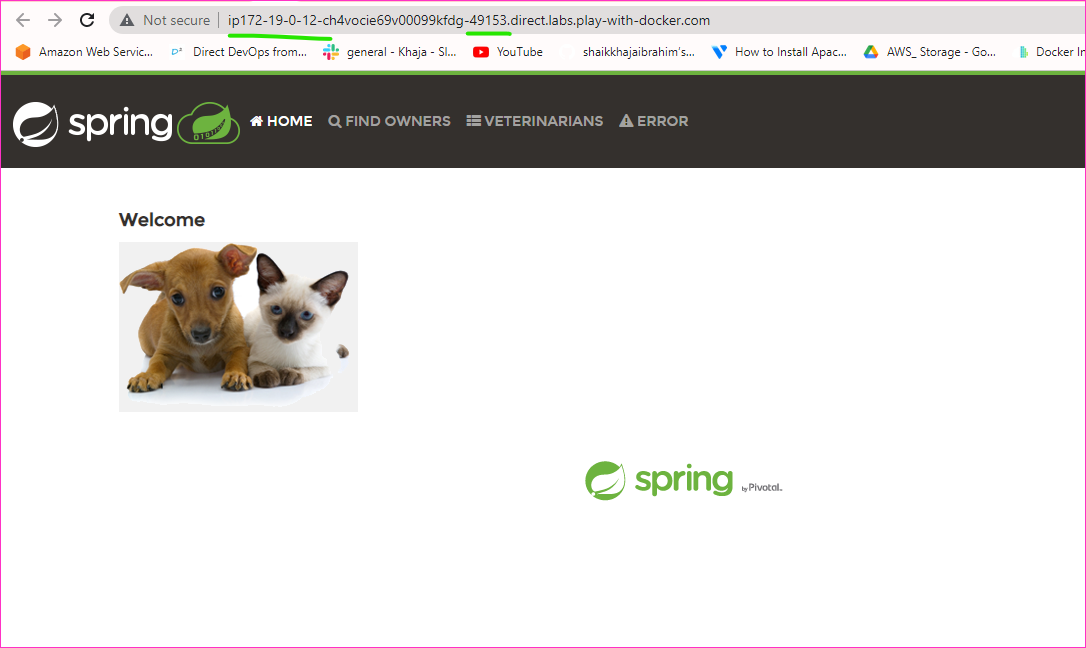 Not secure | ip172-19-0-12-ch4vocie69v00099kfdg-49153.direct.labs.play-with-docker.com
Amazon Web Servic... Direct DevOps from... general - Khaja - Sl... YouTube shaikkhajaibrahim's... How to Install Apac... AWS_ Storage - Go... Docker In
spring HOME FIND OWNERS VETERINARIANS ERROR
Welcome
spring by Pivotal.